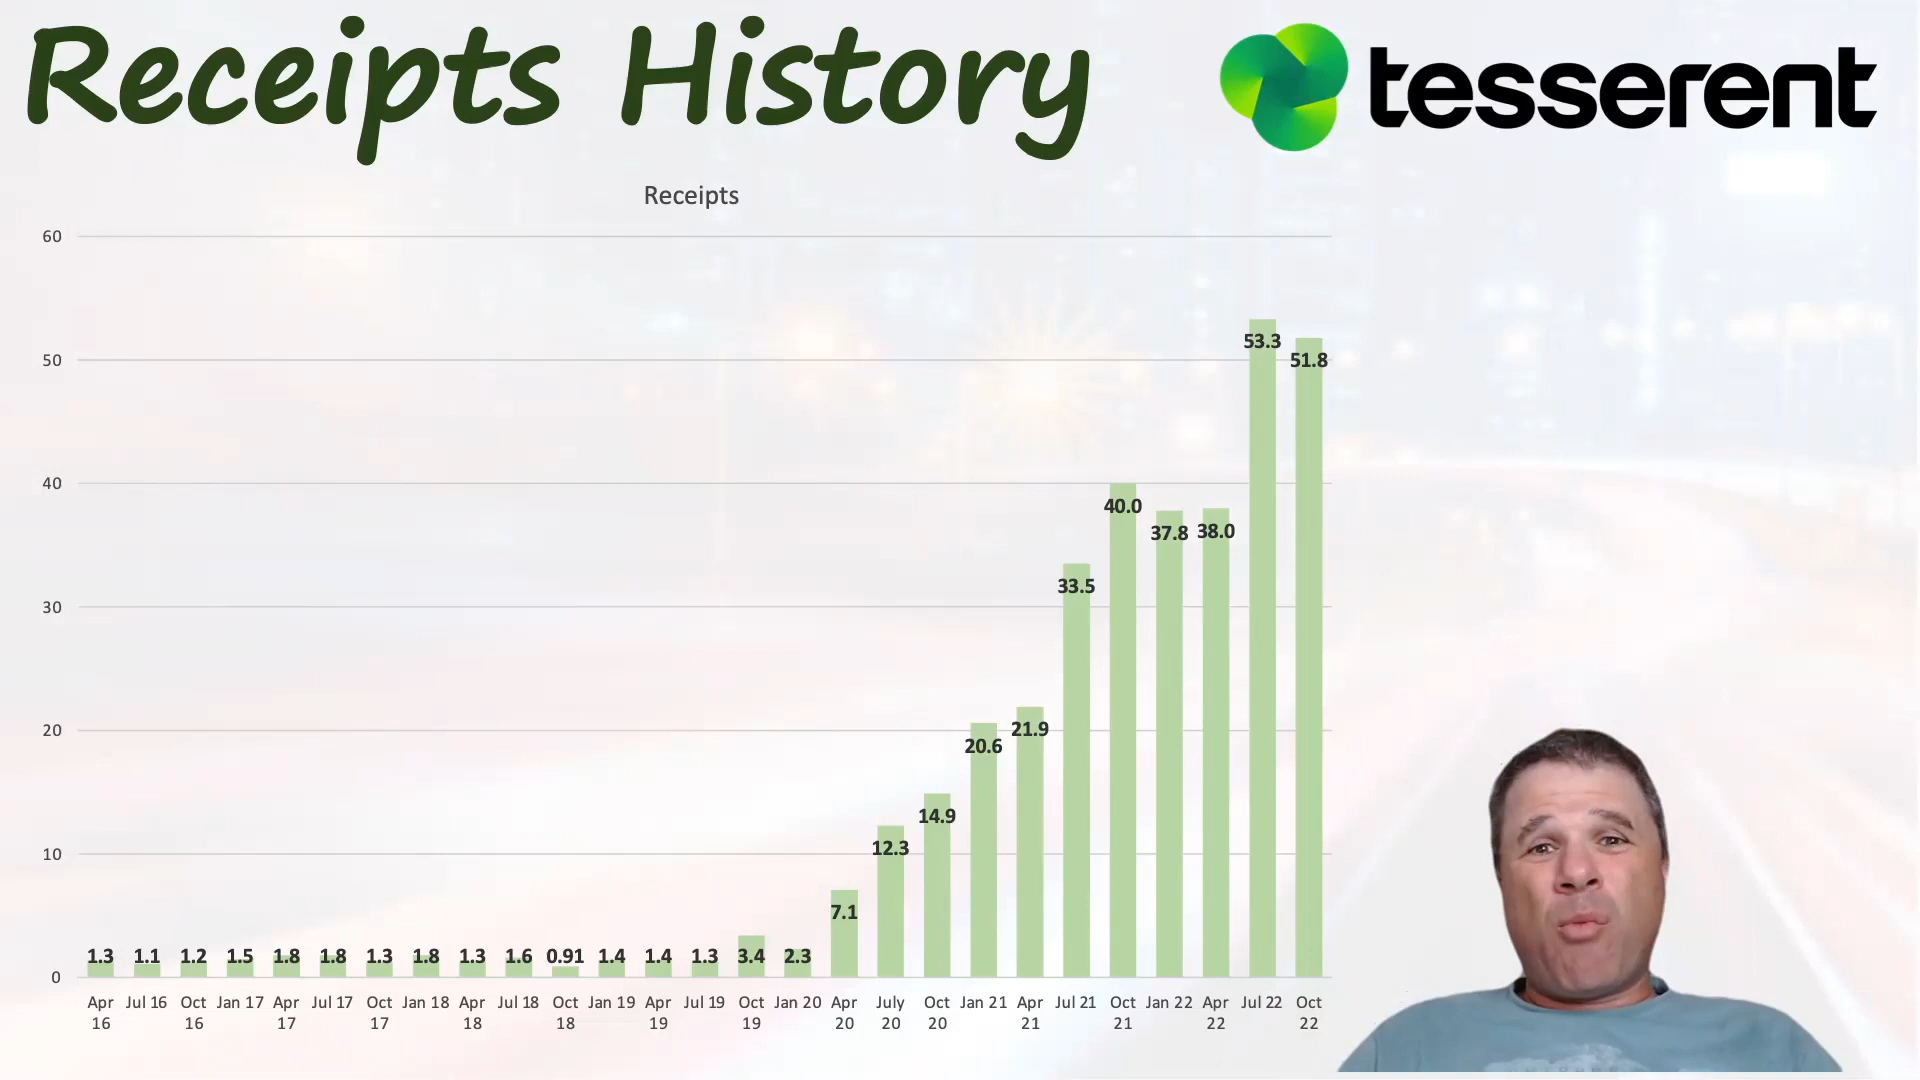 Receipts History
tesserent
Receipts
60
50
40
30
20
10
0
1.3 1.1 1.2 1.5 1.8 1.8 1.3 1.8 1.3 1.6 0.91 1.4 1.4 1.3 3.4 2.3 7.1 12.3 14.9 20.6 21.9 33.5 40.0 37.8 38.0 53.3 51.8
Apr 16 Jul 16 Oct 16 Jan 17 Apr 17 Jul 17 Oct 17 Jan 18 Apr 18 Jul 18 Oct 18 Jan 19 Apr 19 Jul 19 Oct 19 Jan 20 Apr 20 July 20 Oct 20 Jan 21 Apr 21 Jul 21 Oct 21 Jan 22 Apr 22 Jul 22 Oct 22